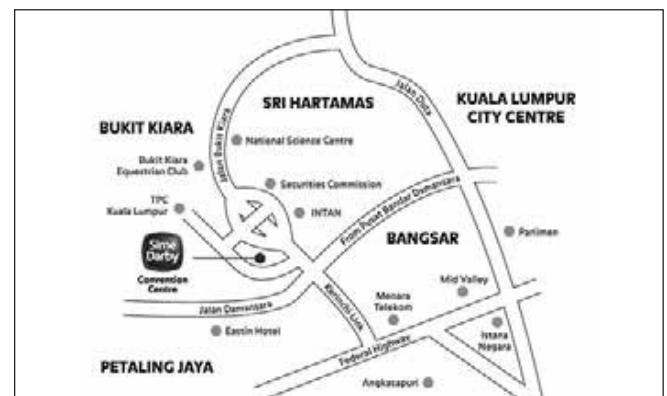 SRI HARTAMAS
KUALA LUMPUR
CITY CENTRE
BUKIT KIARA
Jalan Duta
Jalan Bukit Kiara
National Science Centre
Bukit Kiara
Equestrian Club
Securities Commission
TPC
Kuala Lumpur
INTAN
From Pusat Bandar Damansara
BANGSAR
Parlimen
Sime
Darby
Convention
Centre
Mid Valley
Menara
Telekom
Kerinchi Link
Jalan Damansara
Eastin Hotel
Federal Highway
Istana
Negara
PETALING JAYA
Angkasapuri